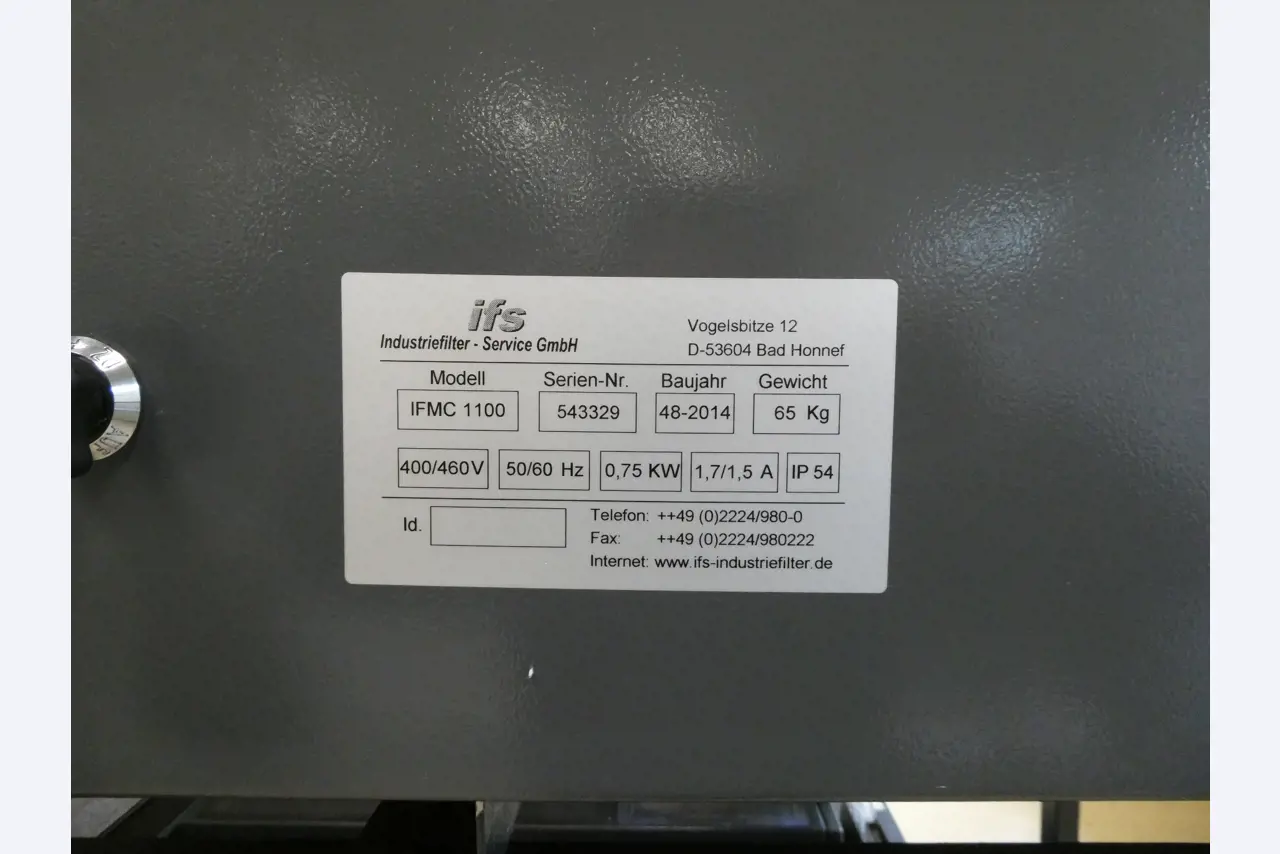 ifs
Industriefilter - Service GmbH
Vogelsbitze 12
D-53604 Bad Honnef
Modell Serien-Nr. Baujahr Gewicht
IFMC 1100 543329 48-2014 65 Kg
400/460V 50/60 Hz 0,75 KW 1,7/1,5 A IP 54
Id.
Telefon: ++49 (0)2224/980-0
Fax: ++49 (0)2224/980222
Internet: www.ifs-industriefilter.de